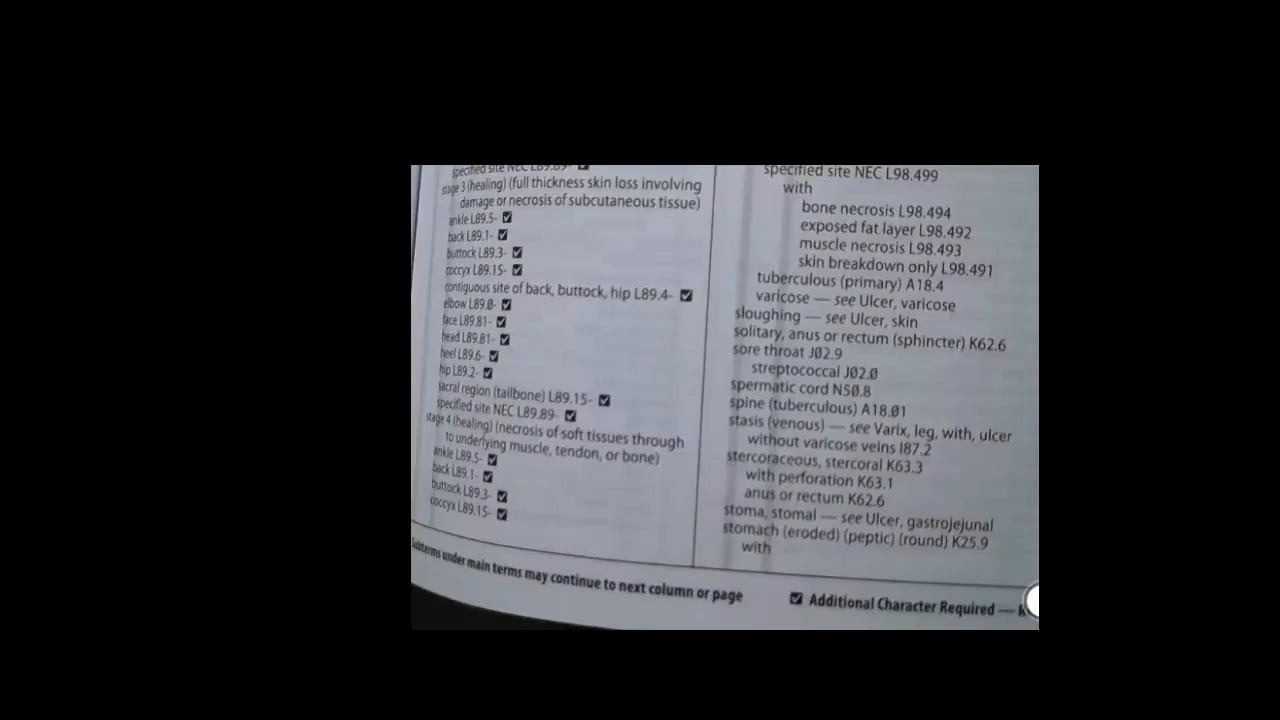 specified site NEC L89.89- ☑
stage 3 (healing) (full thickness skin loss involving
damage or necrosis of subcutaneous tissue)
ankle L89.5- ☑
back L89.1- ☑
buttock L89.3- ☑
coccyx L89.15- ☑
contiguous site of back, buttock, hip L89.4- ☑
elbow L89.0- ☑
face L89.81- ☑
head L89.81- ☑
heel L89.6- ☑
hip L89.2- ☑
sacral region (tailbone) L89.15- ☑
specified site NEC L89.89- ☑
stage 4 (healing) (necrosis of soft tissues through
to underlying muscle, tendon, or bone)
ankle L89.5- ☑
back L89.1- ☑
buttock L89.3- ☑
coccyx L89.15- ☑
specified site NEC L98.499
with
bone necrosis L98.494
exposed fat layer L98.492
muscle necrosis L98.493
skin breakdown only L98.491
tuberculous (primary) A18.4
varicose — see Ulcer, varicose
sloughing — see Ulcer, skin
solitary, anus or rectum (sphincter) K62.6
sore throat J02.9
streptococcal J02.0
spermatic cord N50.8
spine (tuberculous) A18.01
stasis (venous) — see Varix, leg, with, ulcer
without varicose veins I87.2
stercoraceous, stercoral K63.3
with perforation K63.1
anus or rectum K62.6
stoma, stomal — see Ulcer, gastrojejunal
stomach (eroded) (peptic) (round) K25.9
with
Subterms under main terms may continue to next column or page
☑ Additional Character Required —